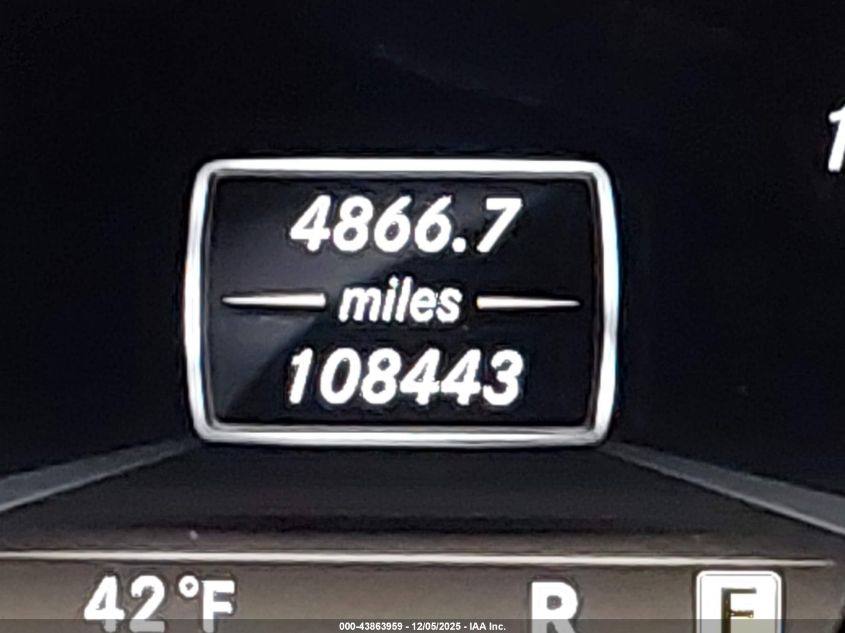 4866.7
miles
108443
42°F
R
E
000-43863959 - 12/05/2025 - IAA Inc.